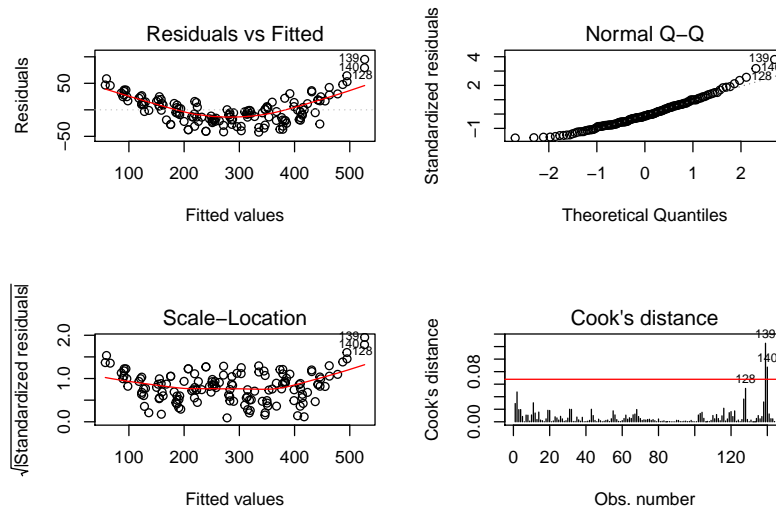 Residuals vs Fitted
Residuals
50
−50
139
140
128
100 200 300 400 500
Fitted values
Normal Q−Q
Standardized residuals
4
2
−1
139
140
128
−2 −1 0 1 2
Theoretical Quantiles
Scale−Location
√|Standardized residuals|
2.0
1.0
0.0
139
140
128
100 200 300 400 500
Fitted values
Cook's distance
Cook's distance
0.08
0.00
139
140
128
0 20 40 60 80 120
Obs. number